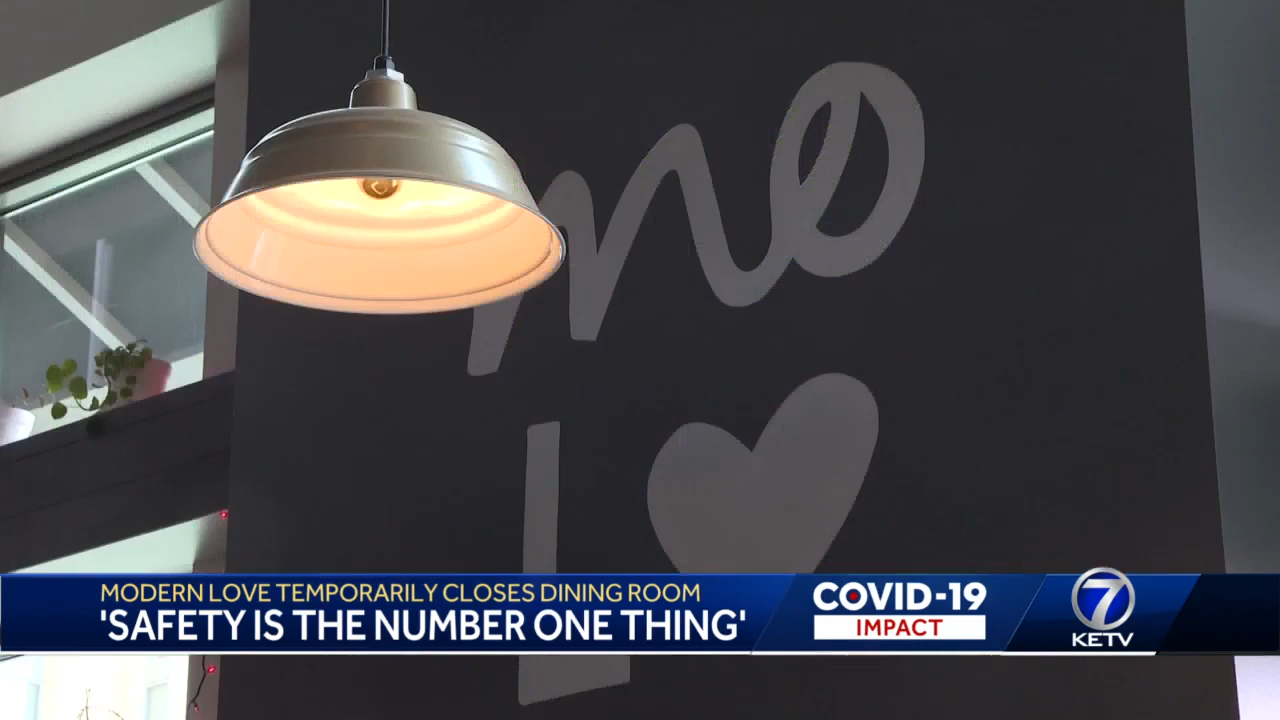 mo
L♥
MODERN LOVE TEMPORARILY CLOSES DINING ROOM
'SAFETY IS THE NUMBER ONE THING'
COVID-19
IMPACT
7
KETV